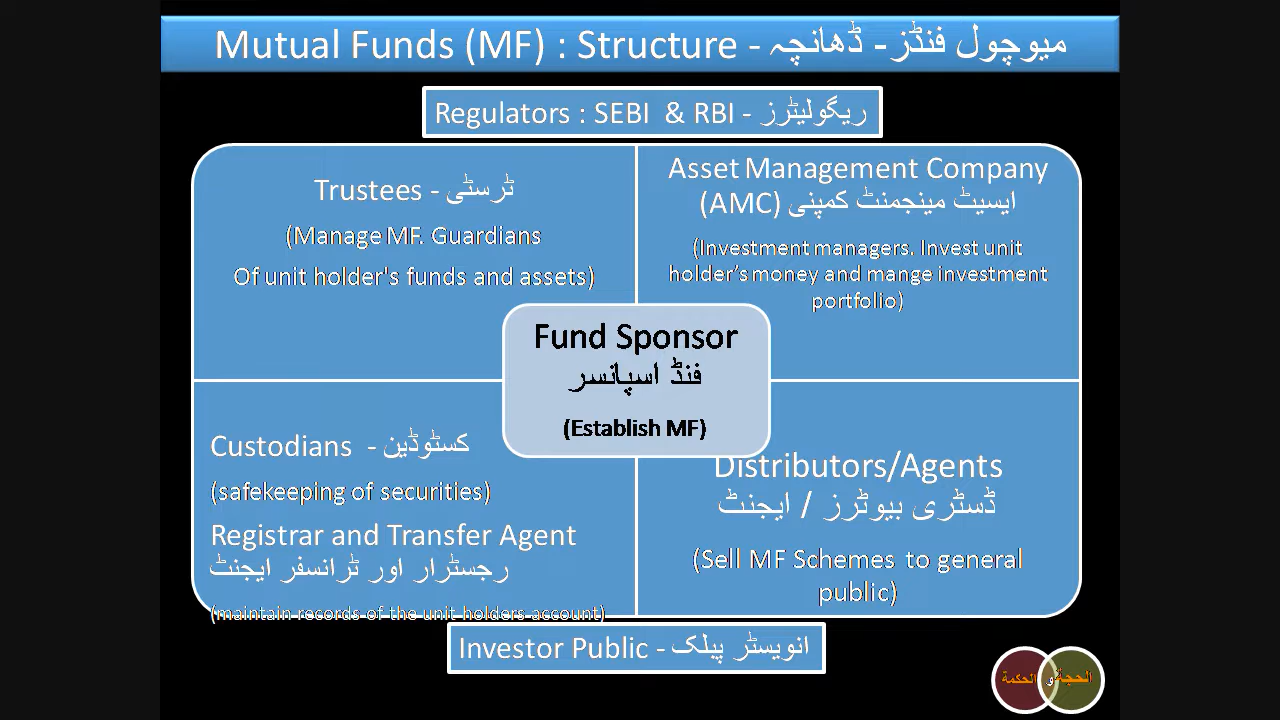 Mutual Funds (MF) : Structure - میوچول فنڈز- ڈھانچہ
Regulators : SEBI & RBI - ریگولیٹرز
Trustees - ٹرسٹی
(Manage MF. Guardians
Of unit holder's funds and assets)
Asset Management Company
(AMC) ایسیٹ مینجمنٹ کمپنی
(Investment managers. Invest unit
holder’s money and mange investment
portfolio)
Fund Sponsor
فنڈ اسپانسر
(Establish MF)
Custodians - کسٹوڈین
(safekeeping of securities)
Registrar and Transfer Agent
رجسٹرار اور ٹرانسفر ایجنٹ
(maintain records of the unit holders account)
Distributors/Agents
ڈسٹری بیوٹرز / ایجنٹ
(Sell MF Schemes to general
public)
Investor Public - انویسٹر پبلک
الحجة و الحكمة